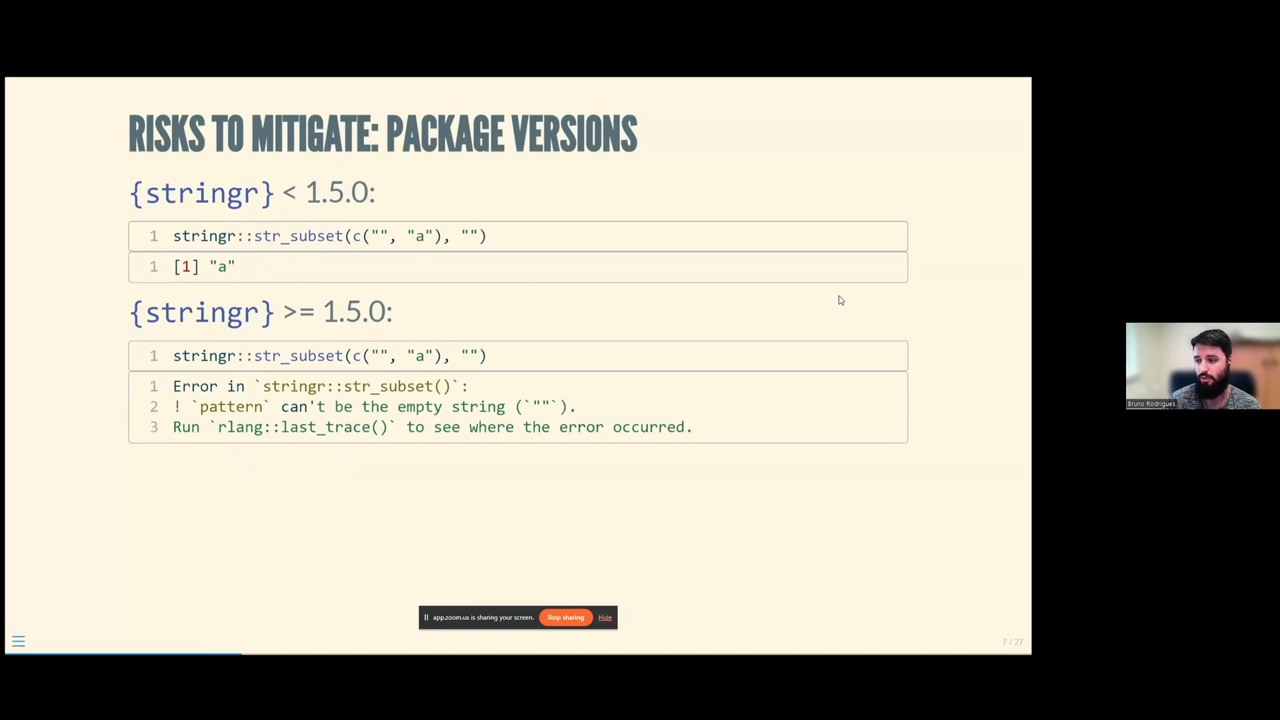 RISKS TO MITIGATE: PACKAGE VERSIONS
{stringr} < 1.5.0:
1 stringr::str_subset(c("", "a"), "")
1 [1] "a"
{stringr} >= 1.5.0:
1 stringr::str_subset(c("", "a"), "")
1 Error in `stringr::str_subset()`:
2 ! `pattern` can't be the empty string (`""`).
3 Run `rlang::last_trace()` to see where the error occurred.
Bruno Rodrigues
app.zoom.us is sharing your screen. Stop sharing Hide
7 / 27